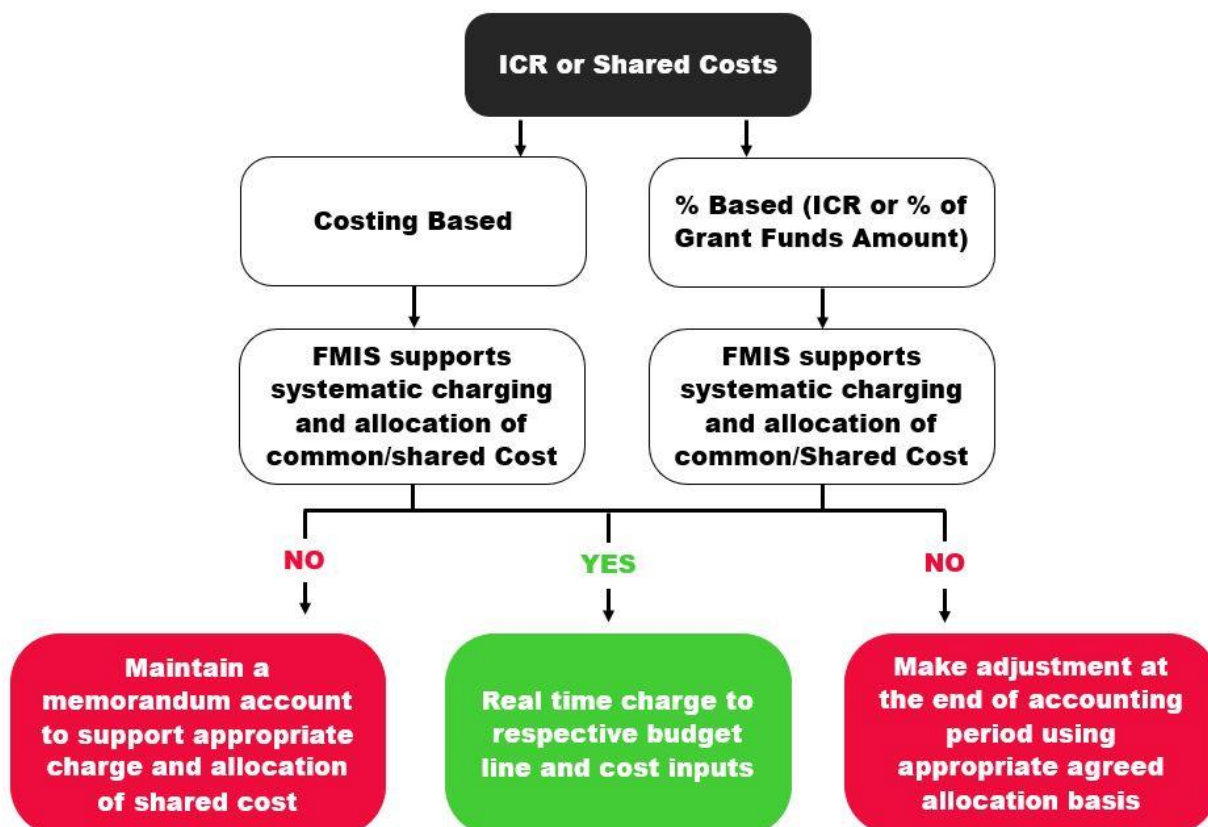 ICR or Shared Costs
Costing Based
% Based (ICR or % of
Grant Funds Amount)
FMIS supports
systematic charging
and allocation of
common/shared Cost
FMIS supports
systematic charging
and allocation of
common/Shared Cost
NO
YES
NO
Maintain a
memorandum account
to support appropriate
charge and allocation
of shared cost
Real time charge to
respective budget
line and cost inputs
Make adjustment at
the end of accounting
period using
appropriate agreed
allocation basis